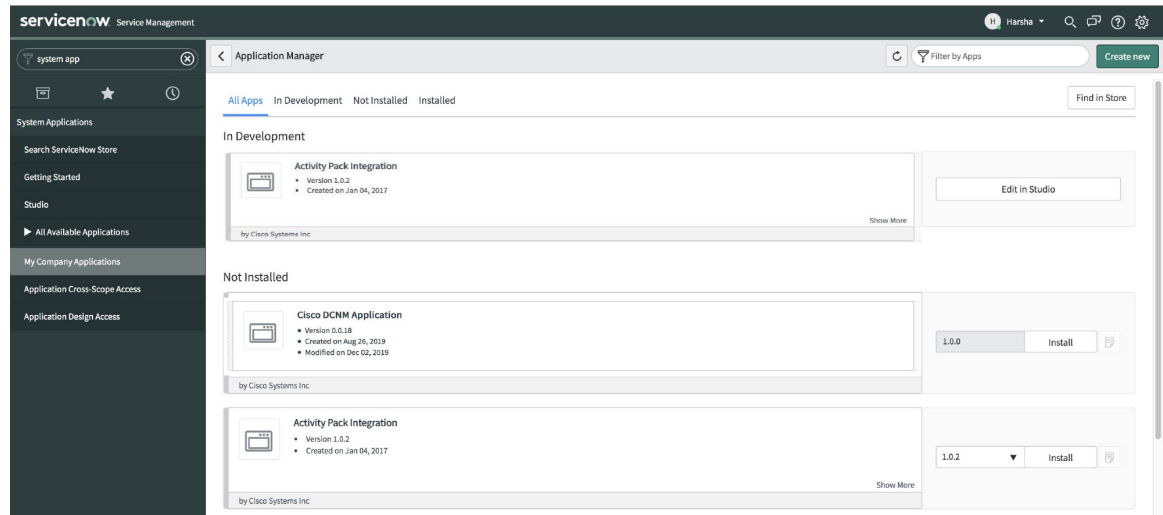 servicenow Service Management
H Harsha
system app
Application Manager
Filter by Apps
Create new
System Applications
Search ServiceNow Store
Getting Started
Studio
All Available Applications
My Company Applications
Application Cross-Scope Access
Application Design Access
All Apps In Development Not Installed Installed
Find in Store
In Development
Activity Pack Integration
• Version 1.0.2
• Created on Jan 04, 2017
Show More
by Cisco Systems Inc
Edit in Studio
Not Installed
Cisco DCNM Application
• Version 0.0.18
• Created on Aug 26, 2019
• Modified on Dec 02, 2019
by Cisco Systems Inc
1.0.0 Install
Activity Pack Integration
• Version 1.0.2
• Created on Jan 04, 2017
Show More
by Cisco Systems Inc
1.0.2 Install